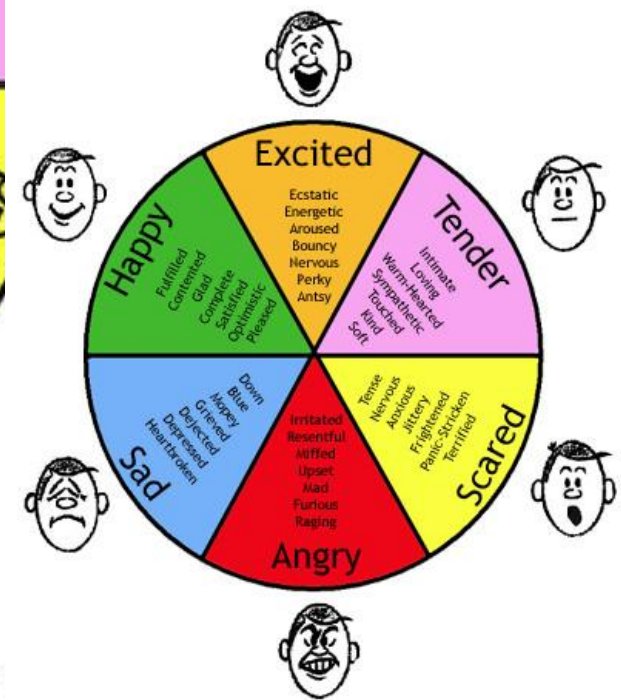 Excited
Ecstatic
Energetic
Aroused
Bouncy
Nervous
Perky
Antsy
Tender
Intimate
Loving
Warm-Hearted
Sympathetic
Touched
Kind
Soft
Scared
Tense
Nervous
Anxious
Jittery
Frightened
Panic-Stricken
Terrified
Irritated
Resentful
Miffed
Upset
Mad
Furious
Raging
Angry
Sad
Down
Blue
Mopey
Grieved
Dejected
Depressed
Heartbroken
Happy
Fulfilled
Contented
Glad
Complete
Satisfied
Optimistic
Pleased